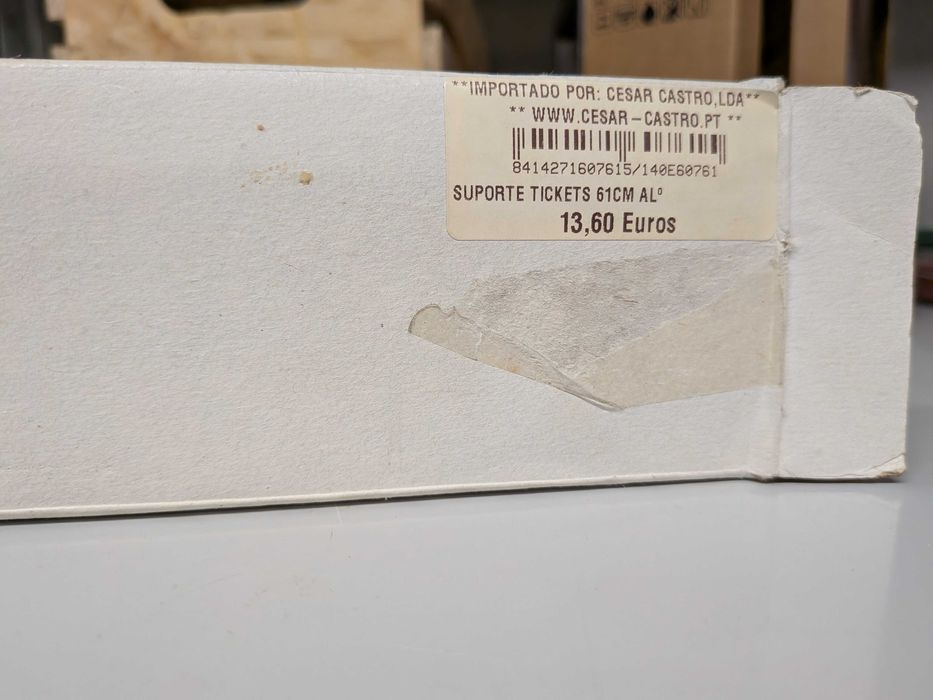 **IMPORTADO POR: CESAR CASTRO,LDA**
** WWW.CESAR-CASTRO.PT **
8414271607615/140E60761
SUPORTE TICKETS 61CM ALº
13,60 Euros